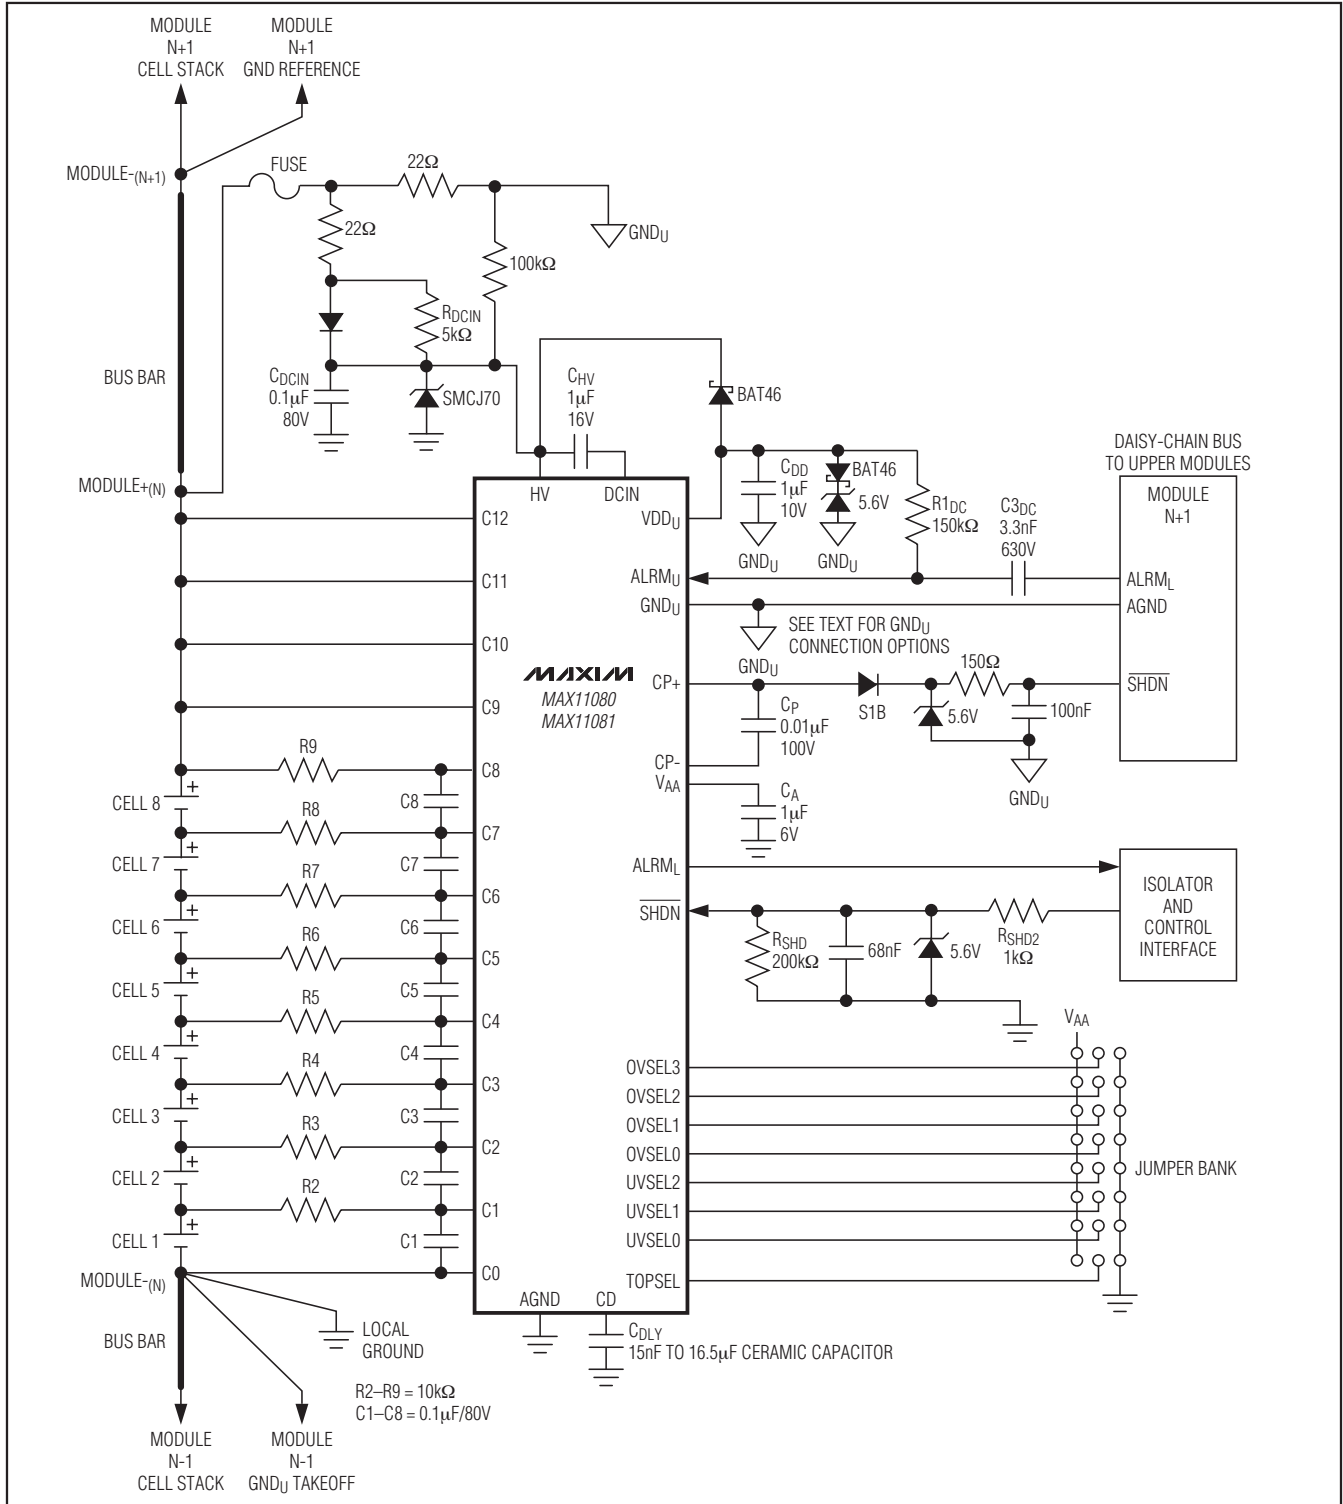 MODULE
N+1
CELL STACK
MODULE
N+1
GND REFERENCE
MODULE-(N+1)
FUSE
22Ω
22Ω
GNDU
100kΩ
RDCIN
5kΩ
BUS BAR
CDCIN
0.1µF
80V
SMCJ70
CHV
1µF
16V
BAT46
DAISY-CHAIN BUS
TO UPPER MODULES
MODULE
N+1
MODULE+(N)
HV
DCIN
CDD
1µF
10V
BAT46
5.6V
R1DC
150kΩ
C3DC
3.3nF
630V
C12
VDDU
GNDU
GNDU
C11
ALRMU
ALRML
GNDU
AGND
SEE TEXT FOR GNDU
CONNECTION OPTIONS
GNDU
C10
MAXIM
MAX11080
MAX11081
CP+
150Ω
SHDN
C9
CP
0.01µF
100V
S1B
5.6V
100nF
GNDU
R9
C8
CP-
VAA
CA
1µF
6V
CELL 8
+
C8
R8
C7
CELL 7
+
C7
ALRML
ISOLATOR
AND
CONTROL
INTERFACE
R7
C6
SHDN
CELL 6
+
C6
RSHD
200kΩ
68nF
5.6V
RSHD2
1kΩ
R6
C5
CELL 5
+
C5
R5
C4
VAA
CELL 4
+
C4
R4
C3
OVSEL3
OVSEL2
CELL 3
+
C3
OVSEL1
R3
C2
OVSEL0
CELL 2
+
C2
UVSEL2
JUMPER BANK
R2
C1
UVSEL1
CELL 1
+
C1
UVSEL0
MODULE-(N)
C0
TOPSEL
BUS BAR
LOCAL
GROUND
AGND
CD
CDLY
15nF TO 16.5µF CERAMIC CAPACITOR
R2–R9 = 10kΩ
C1–C8 = 0.1µF/80V
MODULE
N-1
CELL STACK
MODULE
N-1
GNDU TAKEOFF